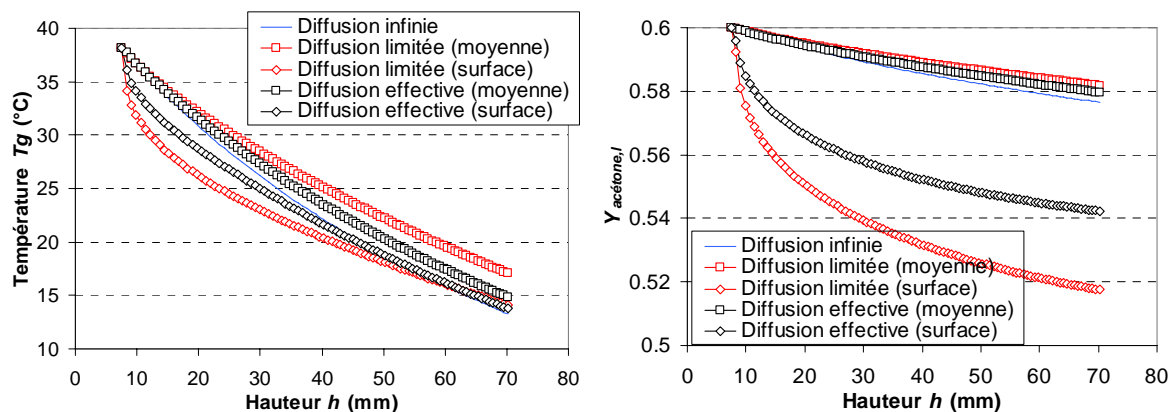 40
35
30
25
20
15
10
Température Tg (°C)
Diffusion infinie
Diffusion limitée (moyenne)
Diffusion limitée (surface)
Diffusion effective (moyenne)
Diffusion effective (surface)
0 10 20 30 40 50 60 70 80
Hauteur h (mm)
0.6
0.58
0.56
0.54
0.52
0.5
Y acétone,l
Diffusion infinie
Diffusion limitée (moyenne)
Diffusion limitée (surface)
Diffusion effective (moyenne)
Diffusion effective (surface)
0 10 20 30 40 50 60 70 80
Hauteur h (mm)